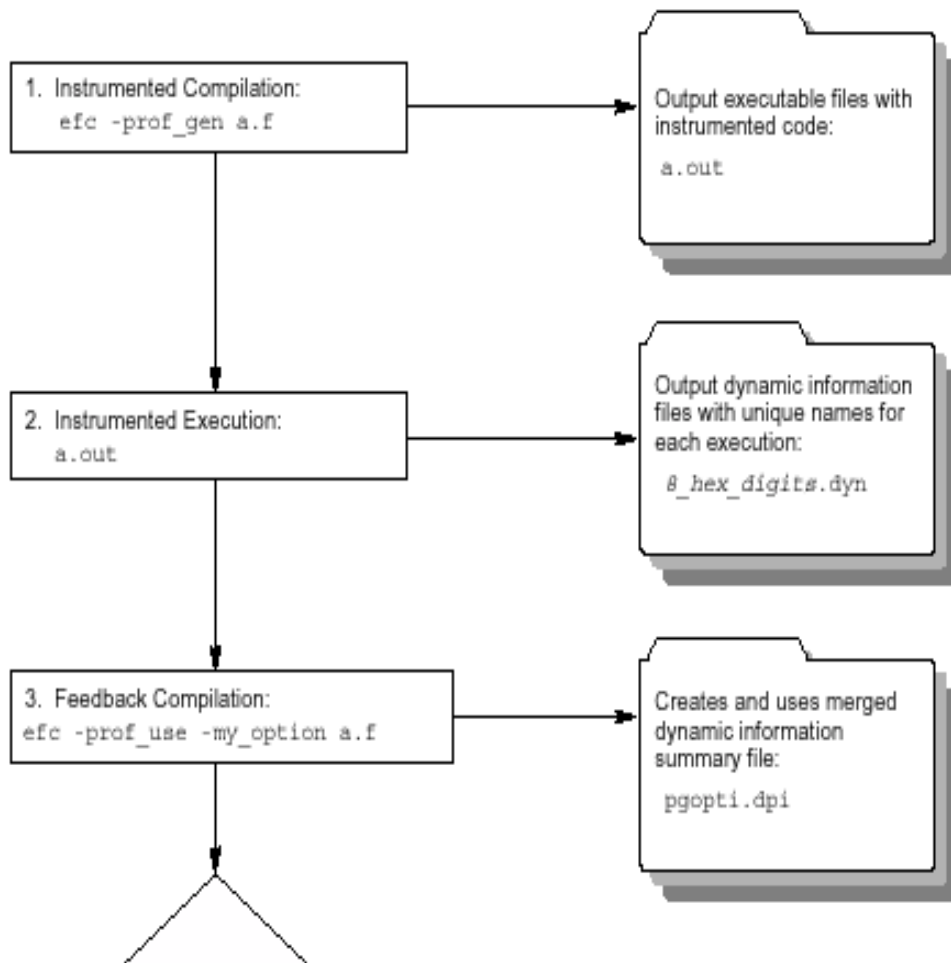 1. Instrumented Compilation:
efc -prof_gen a.f
Output executable files with
instrumented code:
a.out
2. Instrumented Execution:
a.out
Output dynamic information
files with unique names for
each execution:
8_hex_digits.dyn
3. Feedback Compilation:
efc -prof_use -my_option a.f
Creates and uses merged
dynamic information
summary file:
pgopti.dpi